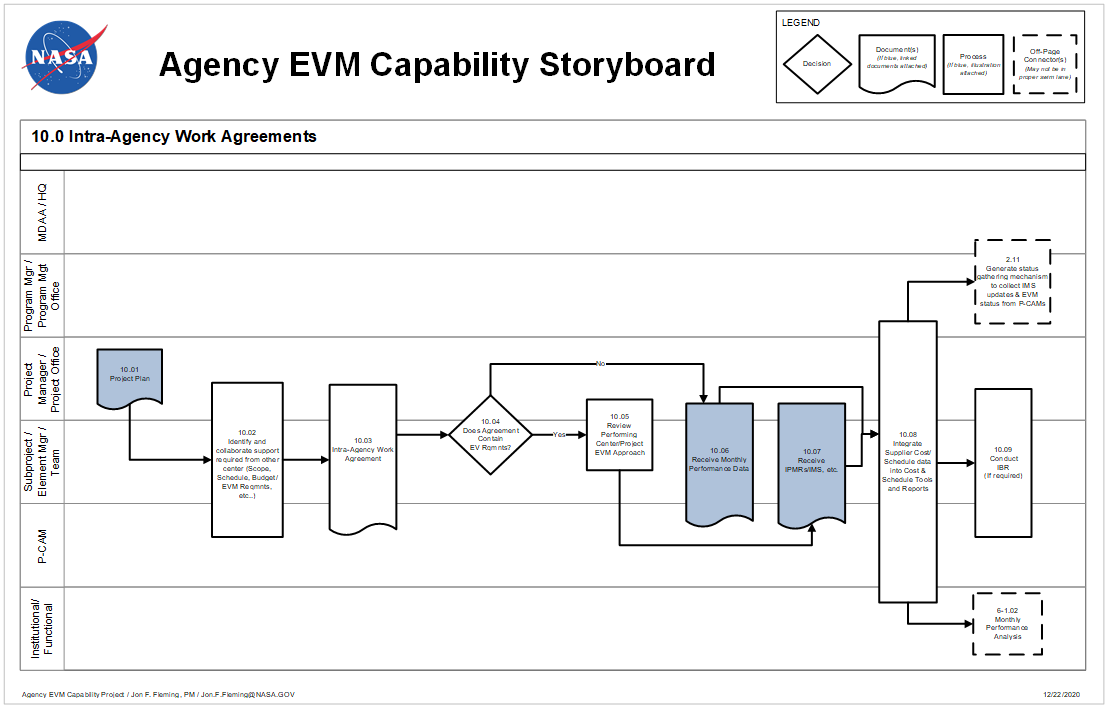 NASA
Agency EVM Capability Storyboard
LEGEND
Decision
Document(s)
(If blue, linked
documents attached)
Process
(If blue, illustration
attached)
Off-Page
Connector(s)
(May not be in
proper swim lane)
10.0 Intra-Agency Work Agreements
MDAA / HQ
Program Mgr /
Program Mgt
Office
Project
Manager /
Project Office
Subproject /
Element Mgr /
Team
P-CAM
Institutional/
Functional
10.01
Project Plan
10.02
Identify and
collaborate support
required from other
center (Scope,
Schedule, Budget/
EVM Reqmnts,
etc..)
10.03
Intra-Agency Work
Agreement
10.04
Does Agreement
Contain
EV Rqmnts?
No
Yes
10.05
Review
Performing
Center/Project
EVM Approach
10.06
Receive Monthly
Performance Data
10.07
Receive
IPMRs/IMS, etc.
10.08
Integrate
Supplier Cost/
Schedule data
into Cost &
Schedule Tools
and Reports
2.11
Generate status
gathering mechanism
to collect IMS
updates & EVM
status from P-CAMs
10.09
Conduct
IBR
(If required)
6-1.02
Monthly
Performance
Analysis
Agency EVM Capability Project / Jon F. Fleming, PM / Jon.F.Fleming@NASA.GOV
12/22/2020